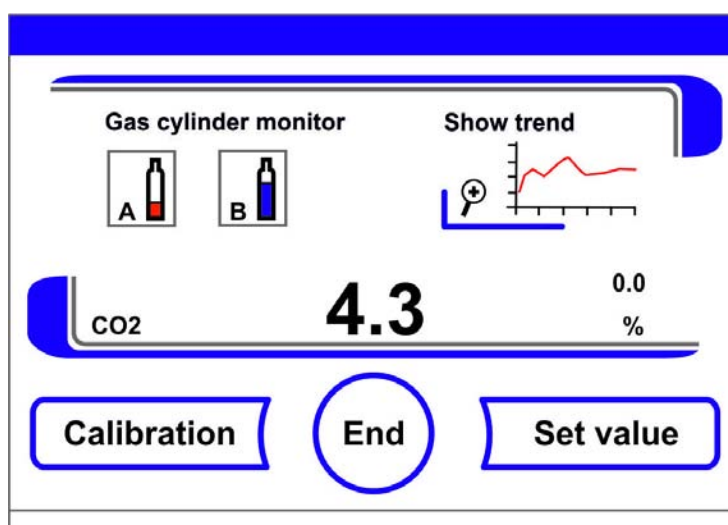 Gas cylinder monitor
Show trend
A
B
CO2
4.3
0.0
%
Calibration
End
Set value